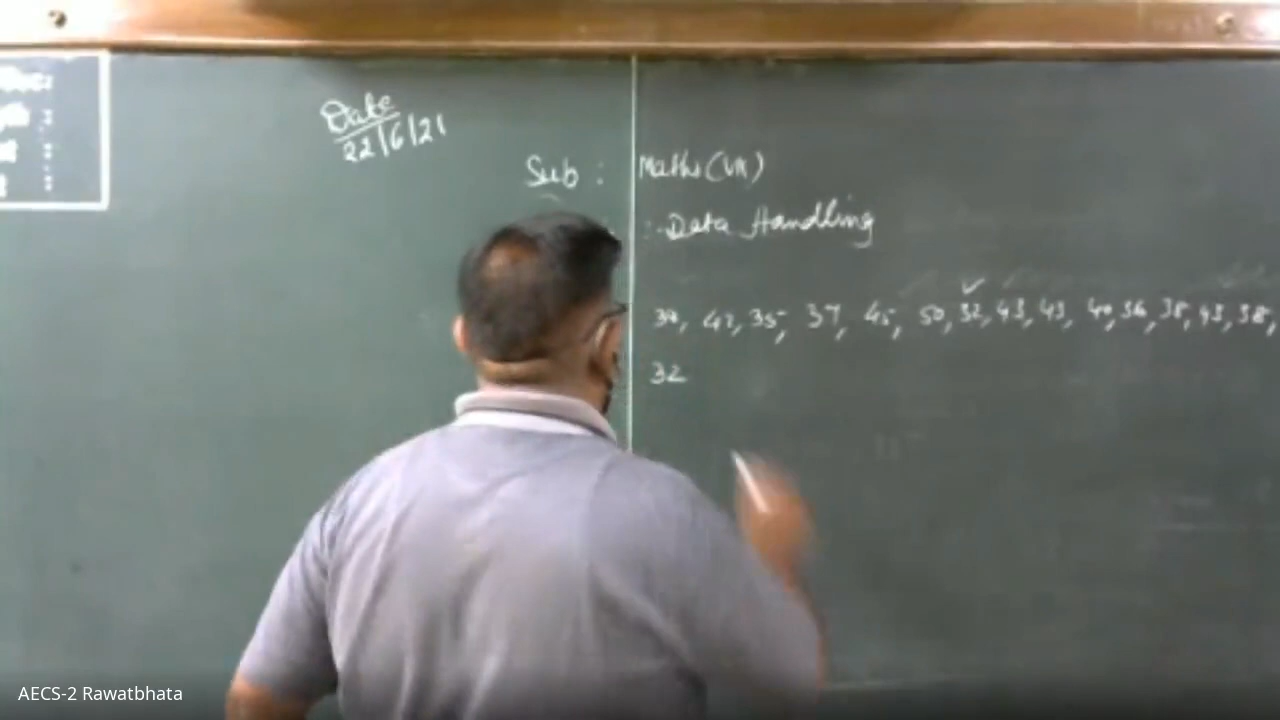 Date
22/6/21
Sub : Maths (VII)
: Data Handling
39, 42, 35, 37, 45, 50, 32, 43, 43, 40, 36, 38, 43, 38,
32
AECS-2 Rawatbhata